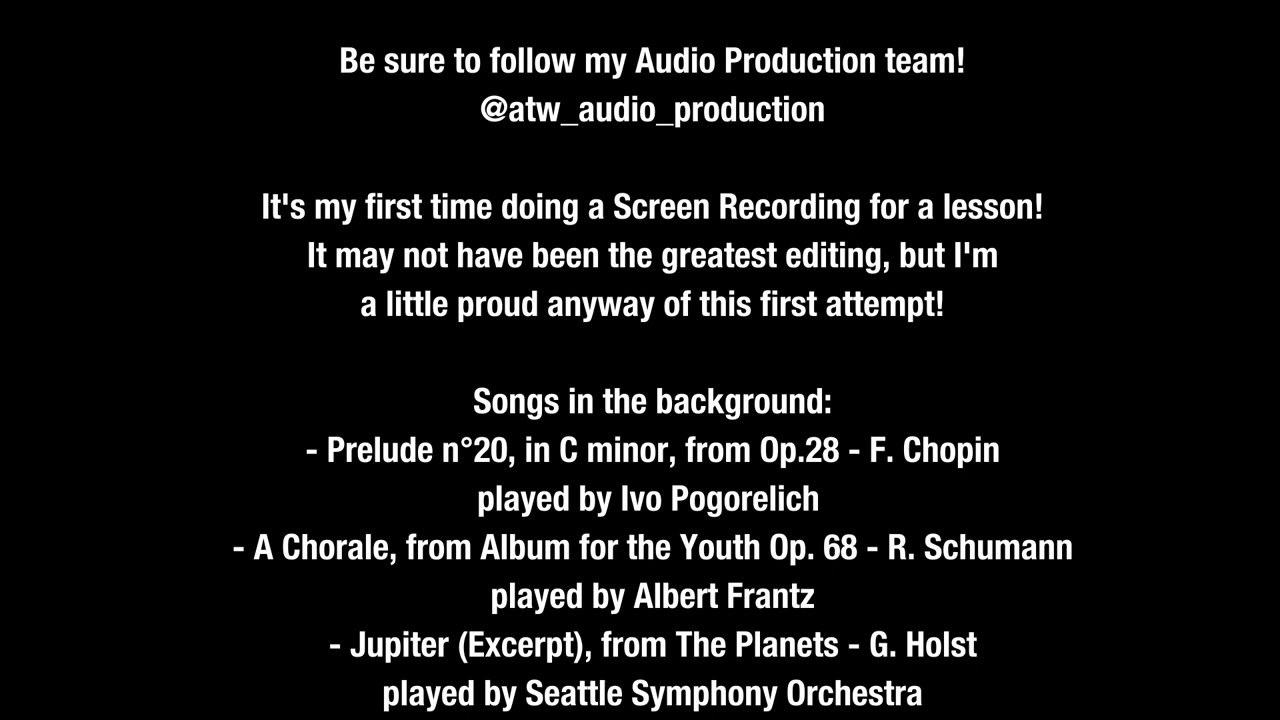 Be sure to follow my Audio Production team!
@atw_audio_production
It's my first time doing a Screen Recording for a lesson!
It may not have been the greatest editing, but I'm
a little proud anyway of this first attempt!
Songs in the background:
- Prelude n°20, in C minor, from Op.28 - F. Chopin
played by Ivo Pogorelich
- A Chorale, from Album for the Youth Op. 68 - R. Schumann
played by Albert Frantz
- Jupiter (Excerpt), from The Planets - G. Holst
played by Seattle Symphony Orchestra